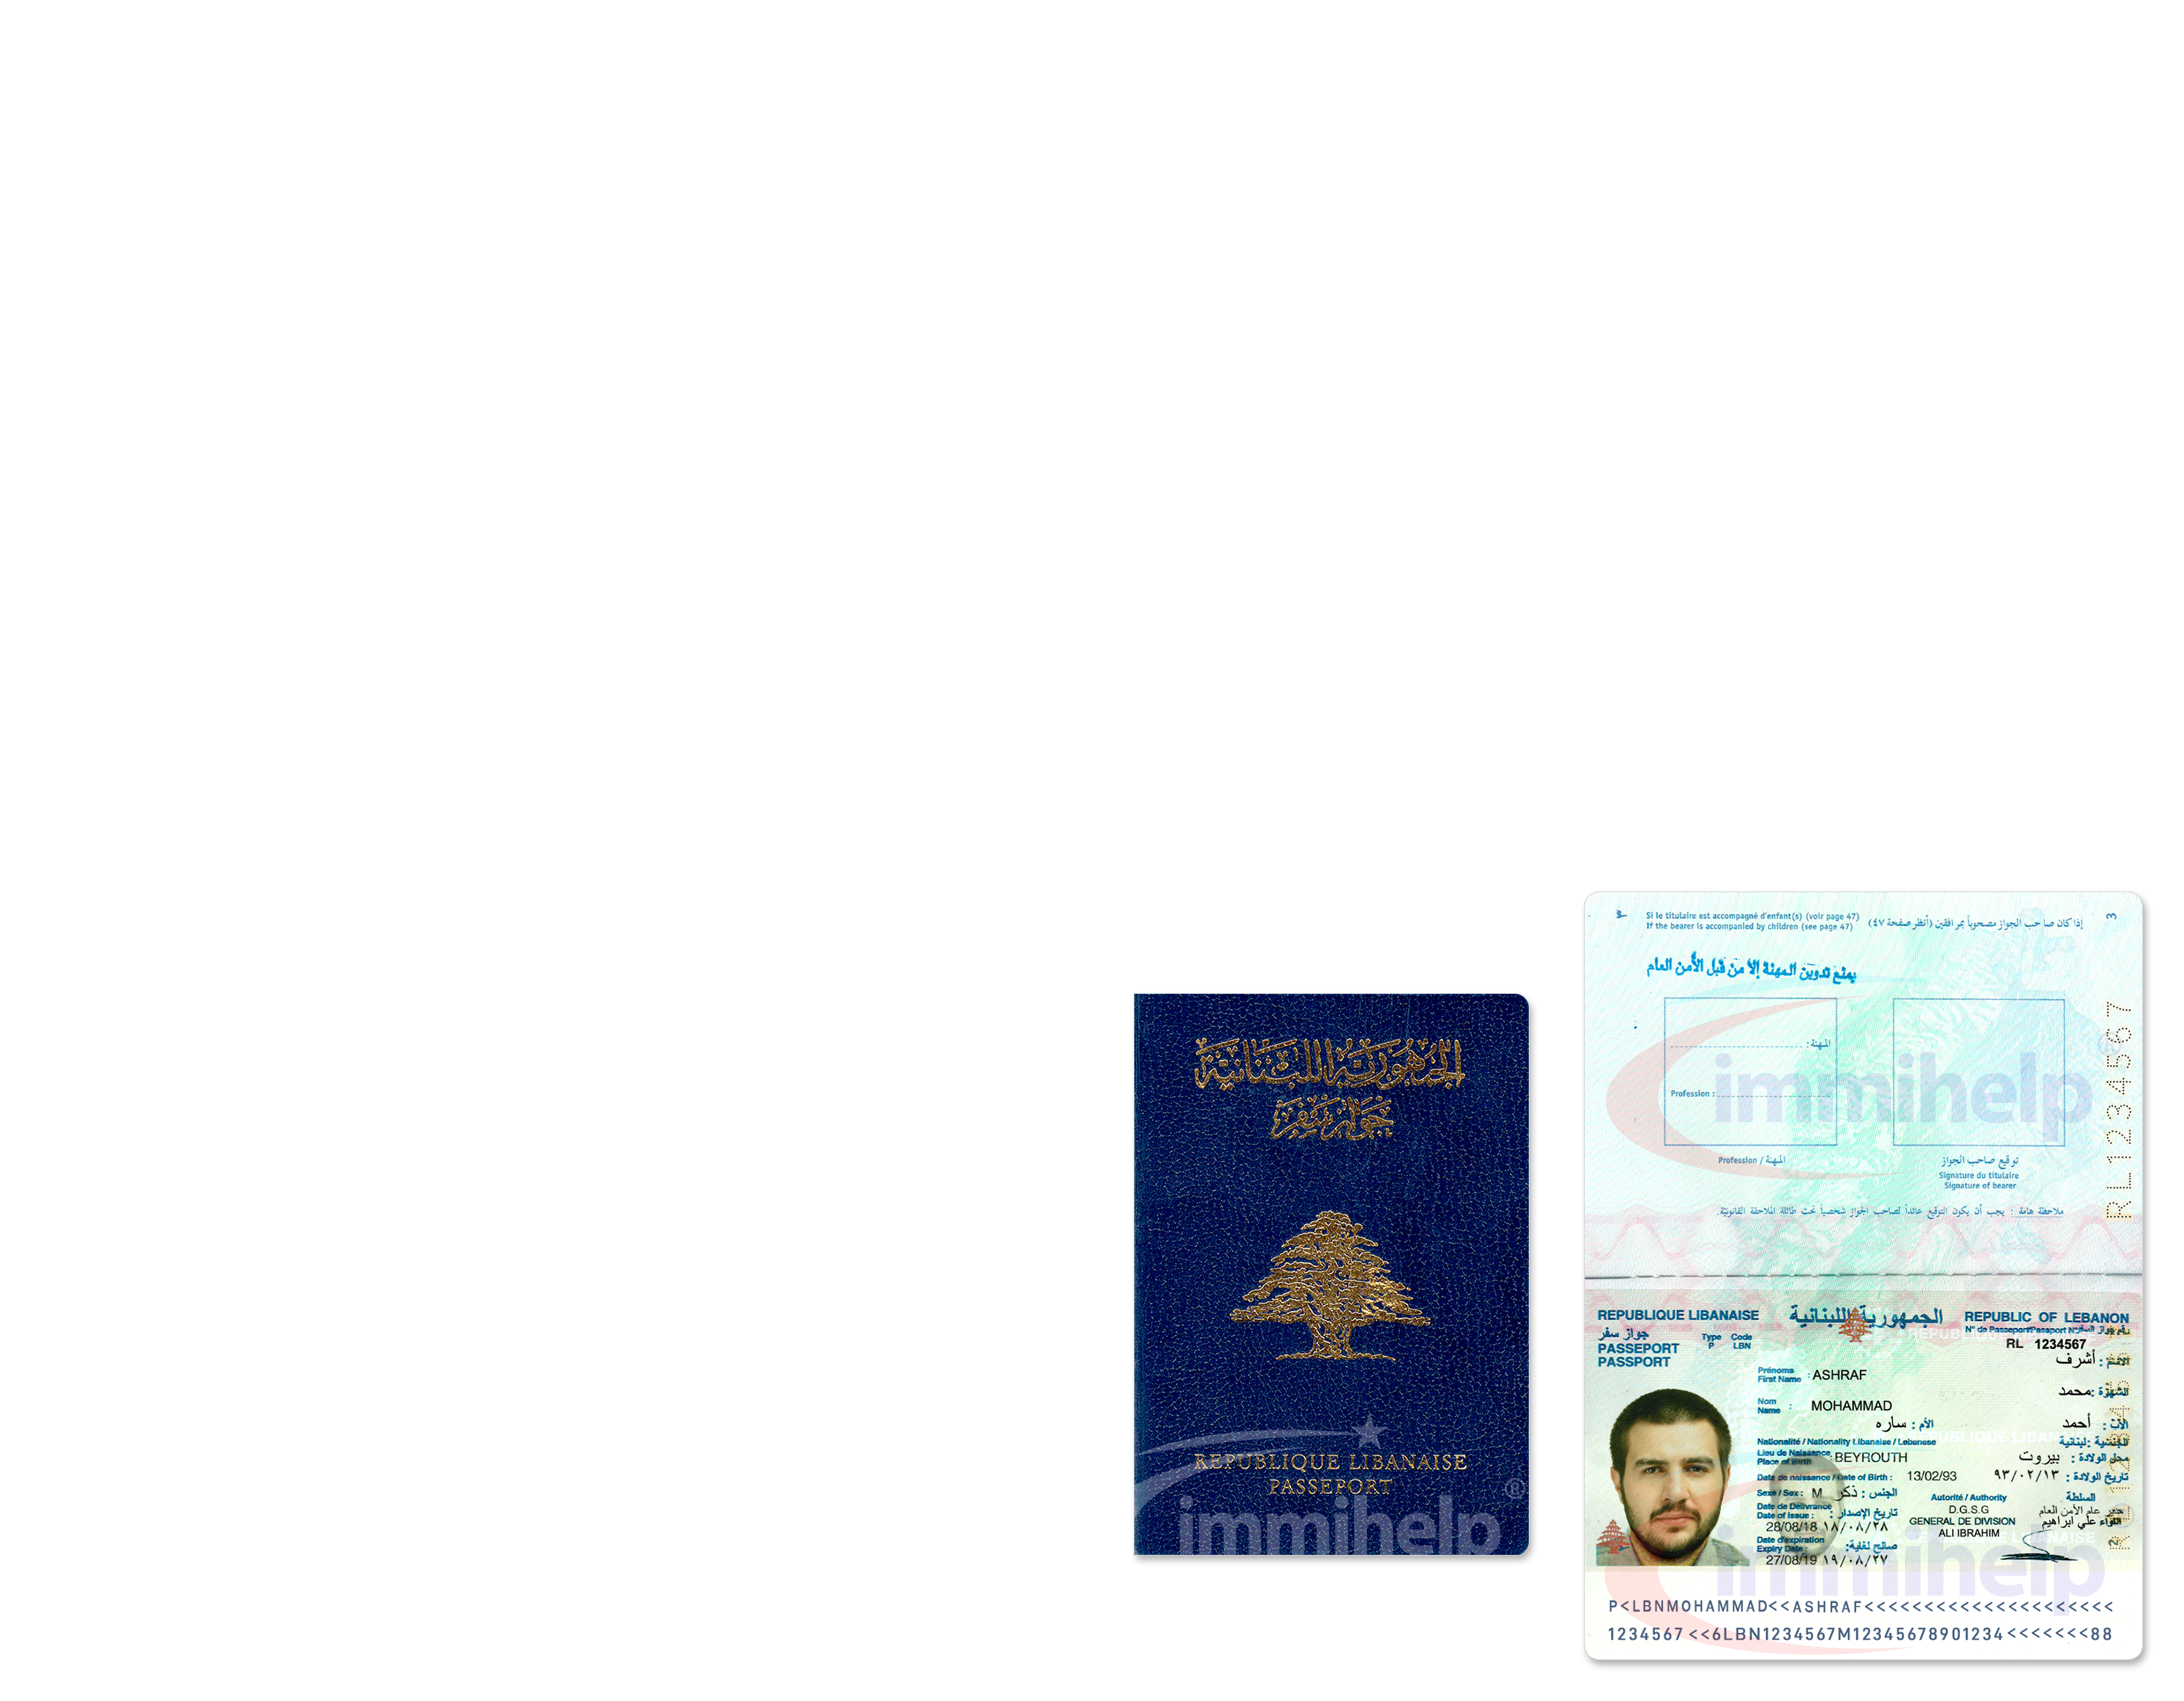 الجمهورية اللبنانية
جواز سفر
REPUBLIQUE LIBANAISE
PASSEPORT
immihelp®
٣
Si le titulaire est accompagné d'enfant(s) (voir page 47)
If the bearer is accompanied by children (see page 47)
إذا كان صاحب الجواز مصحوباً بمرافقين (أنظر صفحة ٤٧)
3
يمنع تدوين المهنة إلا من قبل الأمن العام
المهنة :
Profession :
immihelp®
RL1234567
Profession / المهنة
توقيع صاحب الجواز
Signature du titulaire
Signature of bearer
ملاحظة هامة : يجب أن يكون التوقيع عائداً لصاحب الجواز شخصياً تحت طائلة الملاحقة القانونيّة.
REPUBLIQUE LIBANAISE الجمهورية اللبنانية REPUBLIC OF LEBANON
جواز سفر
PASSEPORT
PASSPORT
Type Code
P LBN
N° de Passeport/Passport N°
RL 1234567
الاسم : أشرف
Prénoms
First Name : ASHRAF
الشهرة : محمد
Nom
Name : MOHAMMAD
الأب : أحمد الأم : ساره
Nationalité / Nationality Libanaise / Lebanese الجنسية : لبنانية
Lieu de Naissance
Place of Birth BEYROUTH محل الولادة : بيروت
Date de naissance / Date of Birth : 13/02/93 تاريخ الولادة : ٩٣/٠٢/١٣
Sexe / Sex : M الجنس : ذكر
Autorité / Authority السلطة
Date de Délivrance
Date of Issue : تاريخ الإصدار :
28/08/18 ١٨/٠٨/٢٨
D.G.S.G
GENERAL DE DIVISION
ALI IBRAHIM
مدير عام الأمن العام
اللواء علي ابراهيم
Date d'expiration
Expiry Date : صالح لغاية:
27/08/19 ١٩/٠٨/٢٧
immihelp
P<LBNMOHAMMAD<<ASHRAF<<<<<<<<<<<<<<<<<<<<<
1234567<<6LBN1234567M12345678901234<<<<<<<88